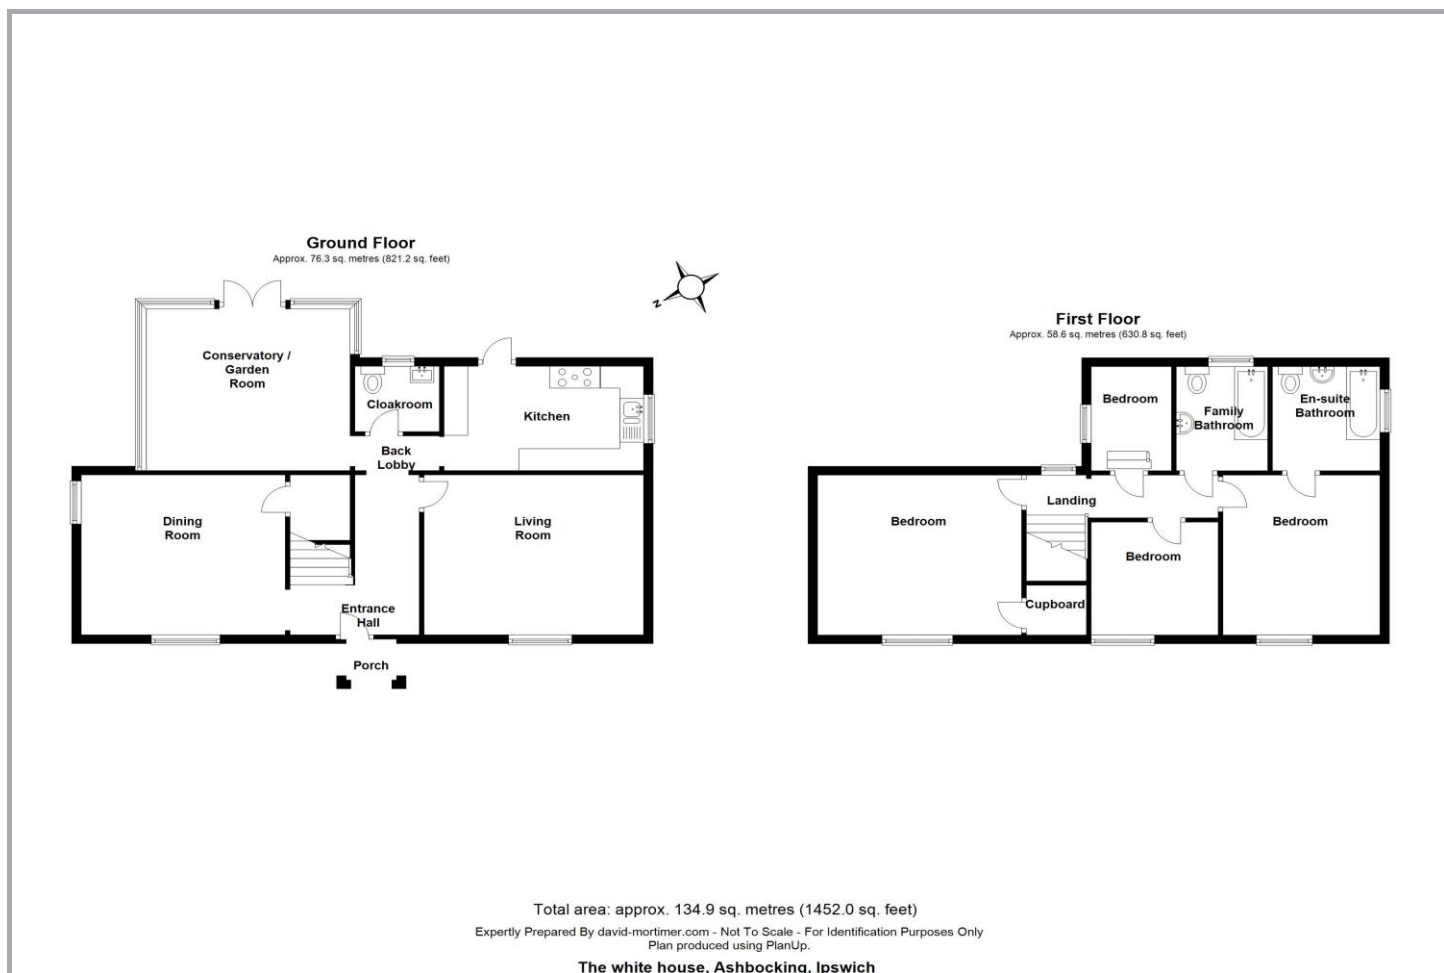 Ground Floor
Approx. 76.3 sq. metres (821.2 sq. feet)
Conservatory /
Garden
Room
Cloakroom
Kitchen
Back
Lobby
Dining
Room
Living
Room
Entrance
Hall
Porch
N
First Floor
Approx. 58.6 sq. metres (630.8 sq. feet)
Bedroom
Family
Bathroom
En-suite
Bathroom
Landing
Bedroom
Bedroom
Bedroom
Cupboard
Total area: approx. 134.9 sq. metres (1452.0 sq. feet)
Expertly Prepared By david-mortimer.com - Not To Scale - For Identification Purposes Only
Plan produced using PlanUp.
The white house, Ashbocking, Ipswich